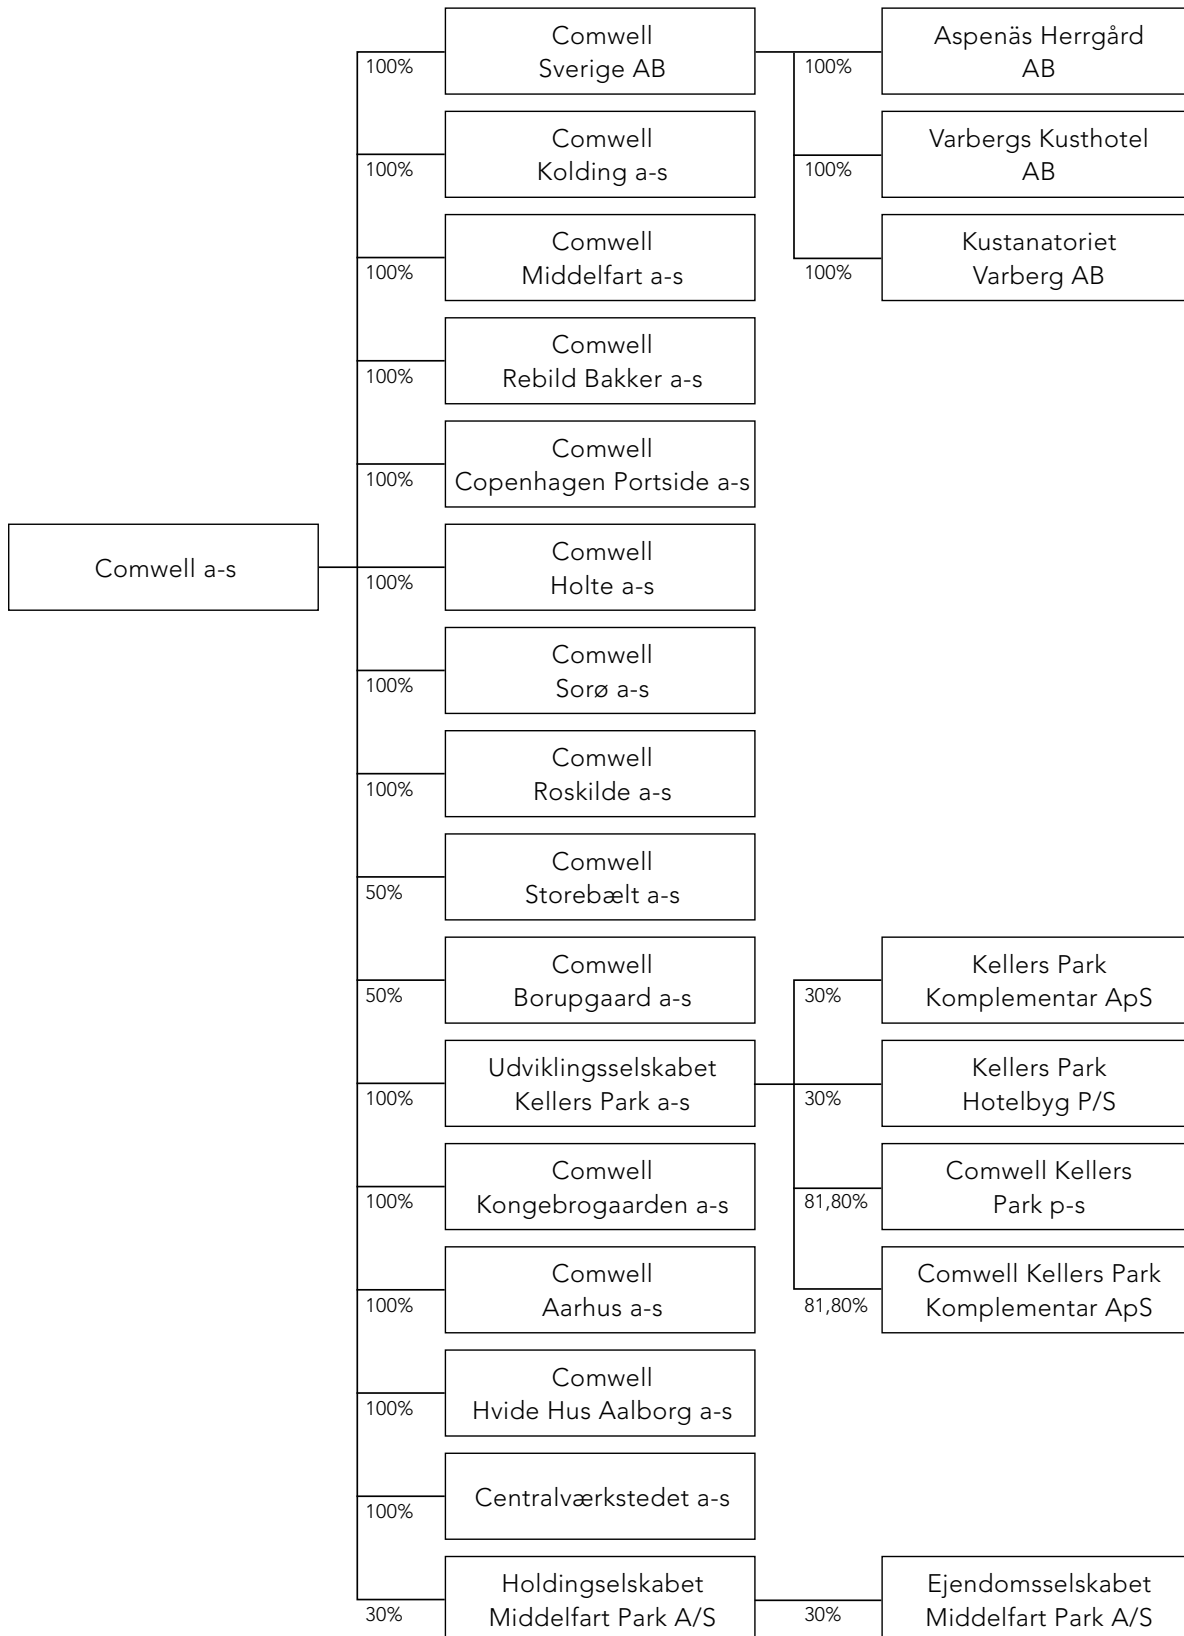 Comwell a-s
100%
Comwell
Sverige AB
100%
Aspenäs Herrgård
AB
100%
Varbergs Kusthotel
AB
100%
Kustanatoriet
Varberg AB
100%
Comwell
Kolding a-s
100%
Comwell
Middelfart a-s
100%
Comwell
Rebild Bakker a-s
100%
Comwell
Copenhagen Portside a-s
100%
Comwell
Holte a-s
100%
Comwell
Sorø a-s
100%
Comwell
Roskilde a-s
50%
Comwell
Storebælt a-s
50%
Comwell
Borupgaard a-s
100%
Udviklingsselskabet
Kellers Park a-s
30%
Kellers Park
Komplementar ApS
30%
Kellers Park
Hotelbyg P/S
81,80%
Comwell Kellers
Park p-s
81,80%
Comwell Kellers Park
Komplementar ApS
100%
Comwell
Kongebrogaarden a-s
100%
Comwell
Aarhus a-s
100%
Comwell
Hvide Hus Aalborg a-s
100%
Centralværkstedet a-s
30%
Holdingselskabet
Middelfart Park A/S
30%
Ejendomsselskabet
Middelfart Park A/S